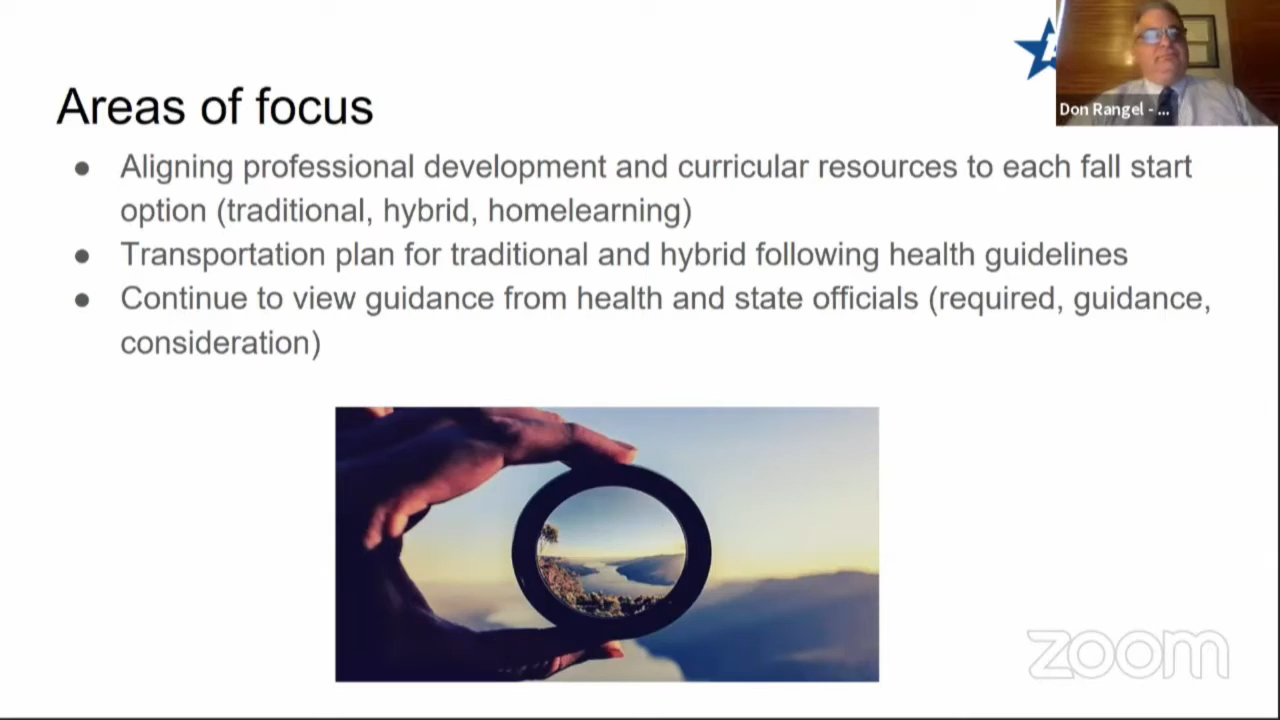 Don Rangel - ...
Areas of focus
● Aligning professional development and curricular resources to each fall start
option (traditional, hybrid, homelearning)
● Transportation plan for traditional and hybrid following health guidelines
● Continue to view guidance from health and state officials (required, guidance,
consideration)
zoom